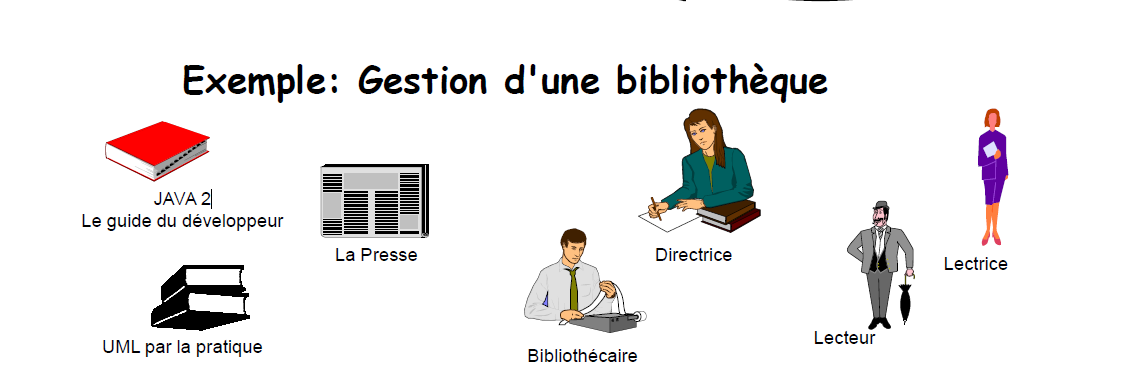 Exemple: Gestion d'une bibliothèque
JAVA 2
Le guide du développeur
La Presse
Directrice
Lectrice
UML par la pratique
Bibliothécaire
Lecteur